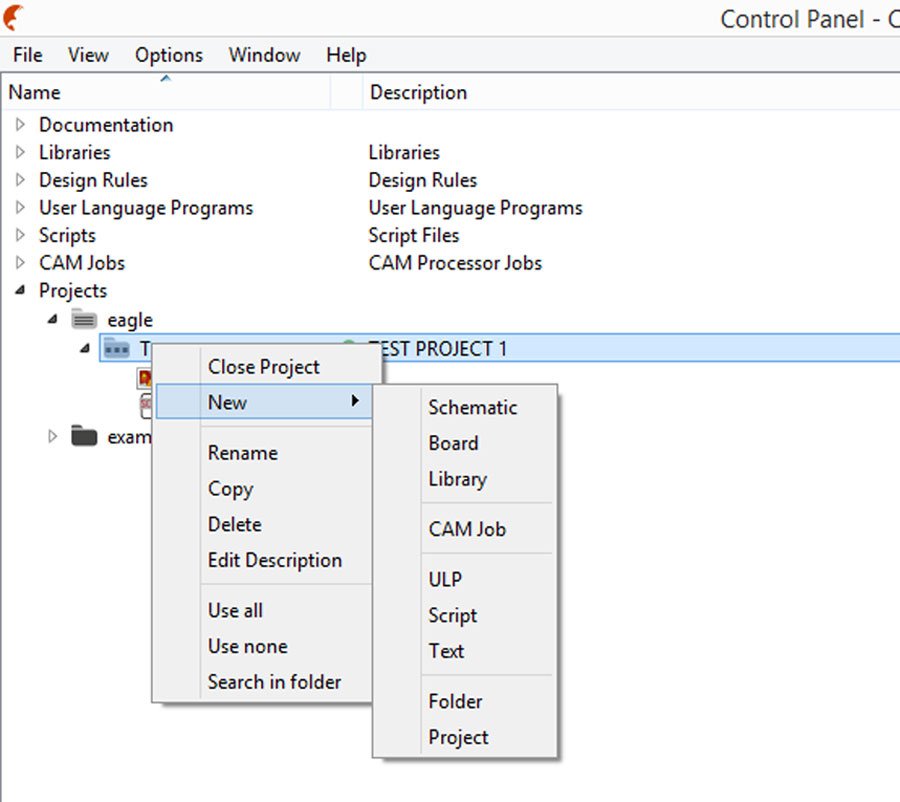 Control Panel -
File View Options Window Help
Name Description
Documentation
Libraries Libraries
Design Rules Design Rules
User Language Programs User Language Programs
Scripts Script Files
CAM Jobs CAM Processor Jobs
Projects
eagle
T TEST PROJECT 1
Close Project
New
Rename
Copy
Delete
Edit Description
Use all
Use none
Search in folder
Schematic
Board
Library
CAM Job
ULP
Script
Text
Folder
Project
exam